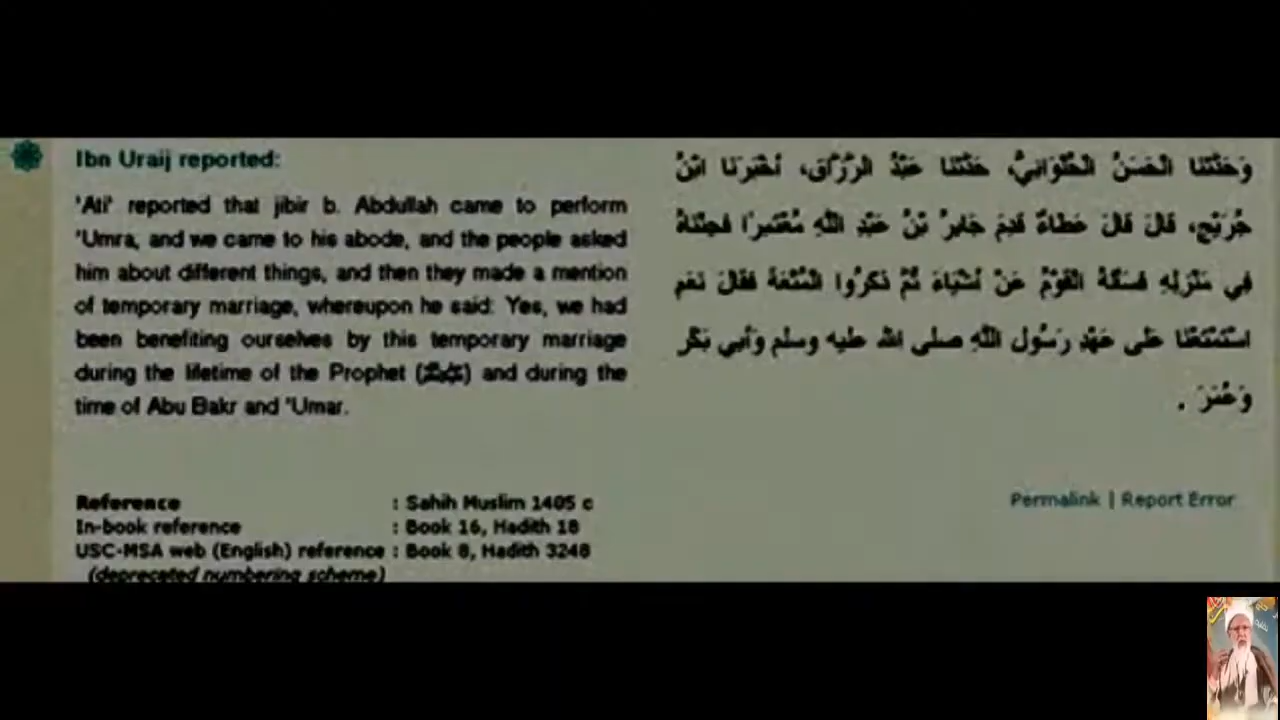 Ibn Uraij reported:
'Ati' reported that jibir b. Abdullah came to perform
'Umra, and we came to his abode, and the people asked
him about different things, and then they made a mention
of temporary marriage, whereupon he said: Yes, we had
been benefiting ourselves by this temporary marriage
during the lifetime of the Prophet (ﷺ) and during the
time of Abu Bakr and 'Umar.
وَحَدَّثَنَا الْحَسَنُ الْحُلْوَانِيُّ، حَدَّثَنَا عَبْدُ الرَّزَّاقِ، أَخْبَرَنَا ابْنُ
جُرَيْجٍ، قَالَ قَالَ عَطَاءٌ قَدِمَ جَابِرُ بْنُ عَبْدِ اللَّهِ مُعْتَمِرًا فَجِئْنَاهُ
فِي مَنْزِلِهِ فَسَأَلَهُ الْقَوْمُ عَنْ أَشْيَاءَ ثُمَّ ذَكَرُوا الْمُتْعَةَ فَقَالَ نَعَمِ
اسْتَمْتَعْنَا عَلَى عَهْدِ رَسُولِ اللَّهِ صلى الله عليه وسلم وَأَبِي بَكْرٍ
وَعُمَرَ .
Reference : Sahih Muslim 1405 c
In-book reference : Book 16, Hadith 18
USC-MSA web (English) reference : Book 8, Hadith 3248
(deprecated numbering scheme)
Permalink | Report Error